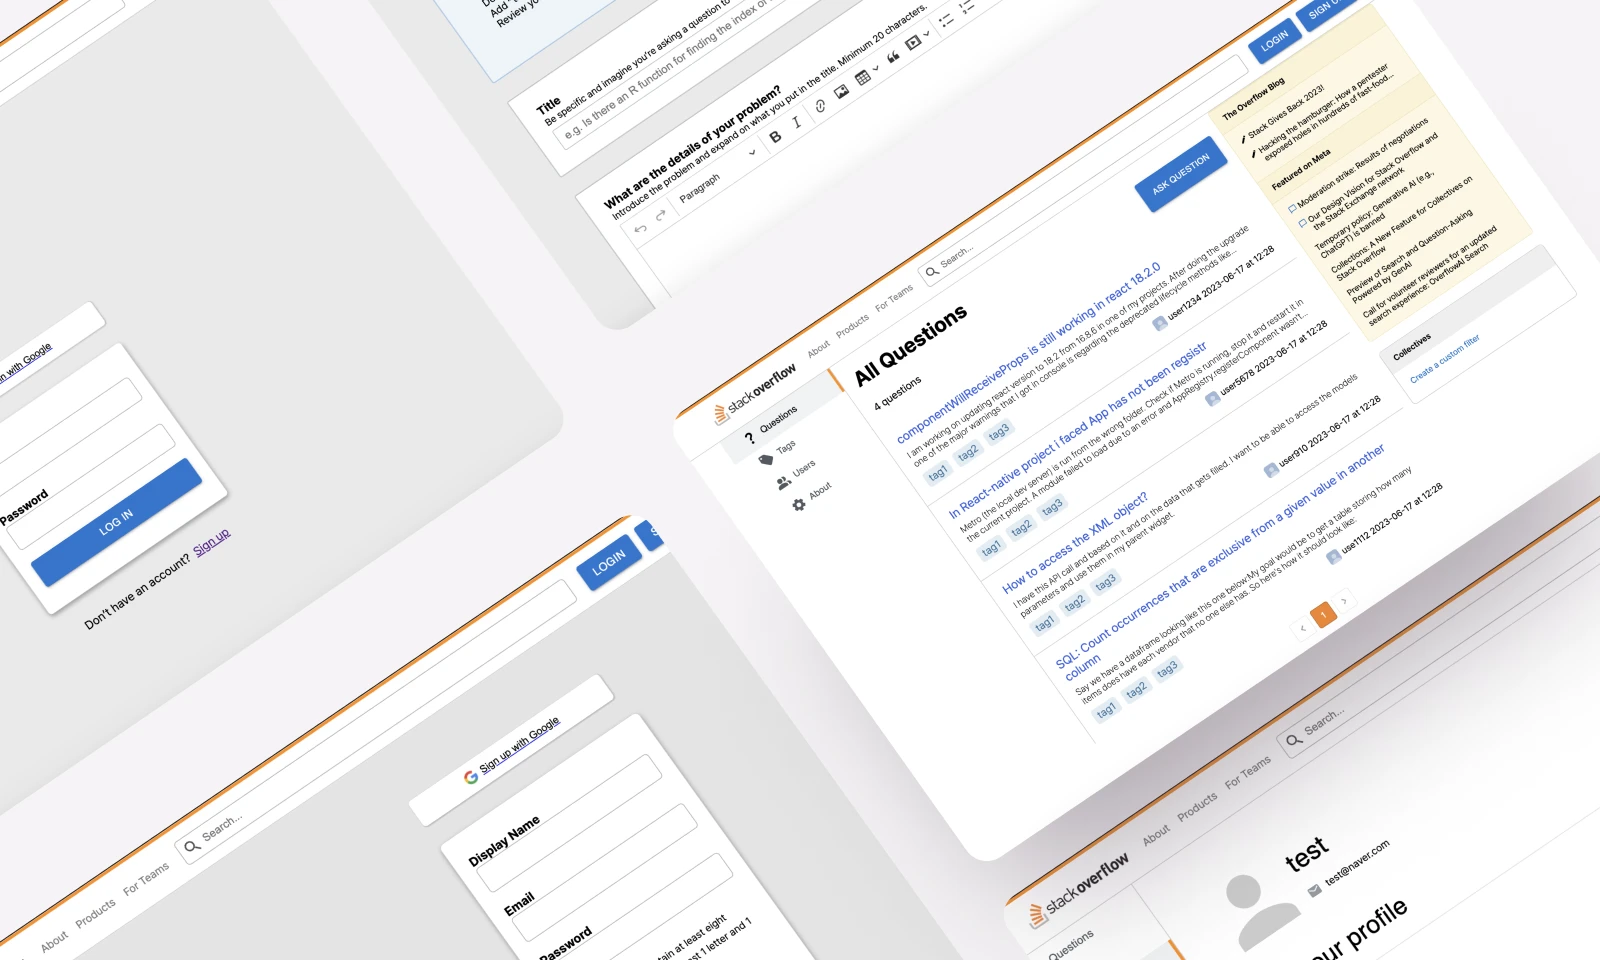 Add
Review yo
Title
Be specific and imagine you're asking a question to
e.g. Is there an R function for finding the index of
What are the details of your problem?
Introduce the problem and expand on what you put in the title. Minimum 20 characters.
Paragraph
B
I
in with Google
Password
LOG IN
Don't have an account? Sign up
LOGIN
About
Products
For Teams
Search...
Sign up with Google
Display Name
Email
Password
tain at least eight
st 1 letter and 1
LOGIN
SIGN U
stackoverflow
About
Products
For Teams
Search...
Questions
Tags
Users
About
All Questions
ASK QUESTION
4 questions
componentWillReceiveProps is still working in react 18.2.0
I am working on updating react version to 18.2 from 16.8.6 in one of my projects. After doing the upgrade
one of the major warnings that I got in console is regarding the deprecated lifecycle methods like...
tag1
tag2
tag3
user1234 2023-06-17 at 12:28
In React-native project i faced App has not been regsistr
Metro (the local dev server) is run from the wrong folder. Check if Metro is running, stop it and restart it in
the current project. A module failed to load due to an error and AppRegistry.registerComponent wasn't...
tag1
tag2
tag3
user5678 2023-06-17 at 12:28
How to access the XML object?
I have this API call and based on it and on the data that gets filled. I want to be able to access the models
parameters and use them in my parent widget.
tag1
tag2
tag3
user910 2023-06-17 at 12:28
SQL: Count occurrences that are exclusive from a given value in another
column
Say we have a dataframe looking like this one below:My goal would be to get a table storing how many
items does have each vendor that no one else has. So here's how it should look like:
tag1
tag2
tag3
use1112 2023-06-17 at 12:28
1
The Overflow Blog
Stack Gives Back 2023!
Hacking the hamburger: How a pentester
exposed holes in hundreds of fast-food...
Featured on Meta
Moderation strike: Results of negotiations
Our Design Vision for Stack Overflow and
the Stack Exchange network
Temporary policy: Generative AI (e.g.,
ChatGPT) is banned
Collections: A New Feature for Collectives on
Stack Overflow
Preview of Search and Question-Asking
Powered by GenAI
Call for volunteer reviewers for an updated
search experience: OverflowAI Search
Collectives
Create a custom filter
stackoverflow
About
Products
For Teams
Search...
Questions
test
test@naver.com
our profile